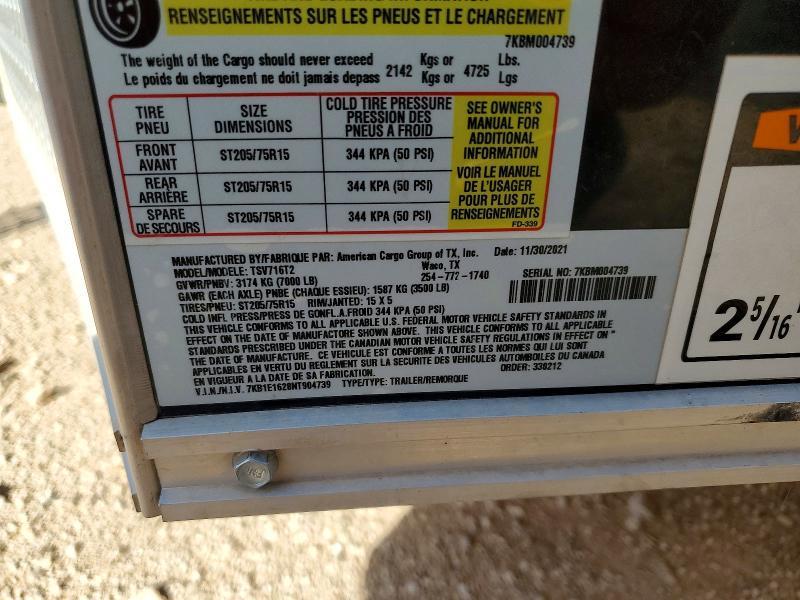 RENSEIGNEMENTS SUR LES PNEUS ET LE CHARGEMENT
7KBM004739
The weight of the Cargo should never exceed 2142 Kgs or 4725 Lbs.
Le poids du chargement ne doit jamais depass Kgs or Lgs
TIRE PNEU
SIZE DIMENSIONS
COLD TIRE PRESSURE PRESSION DES PNEUS A FROID
SEE OWNER'S MANUAL FOR ADDITIONAL INFORMATION
VOIR LE MANUEL DE L'USAGER POUR PLUS DE RENSEIGNEMENTS
FD-339
FRONT AVANT ST205/75R15 344 KPA (50 PSI)
REAR ARRIÈRE ST205/75R15 344 KPA (50 PSI)
SPARE DE SECOURS ST205/75R15 344 KPA (50 PSI)
MANUFACTURED BY/FABRIQUE PAR: American Cargo Group of TX, Inc. Date: 11/30/2021
MODEL/MODELE: TSV716T2 Waco, TX
GVWR/PNBV: 3174 KG (7000 LB) 254-772-1740 SERIAL NO: 7KBM004739
GAWR (EACH AXLE) PNBE (CHAQUE ESSIEU): 1587 KG (3500 LB)
TIRES/PNEU: ST205/75R15 RIM/JANTED: 15 X 5
COLD INFL PRESS/PRESS DE GONFL.A.FROID 344 KPA (50 PSI)
THIS VEHICLE CONFORMS TO ALL APPLICABLE U.S. FEDERAL MOTOR VEHICLE SAFETY STANDARDS IN
EFFECT ON THE DATE OF MANUFACTORE SHOWN ABOVE. THIS VEHICLE CONFORMS TO ALL APPLICABLE
STANDARDS PRESCRIBED UNDER THE CANADIAN MOTOR VEHICLE SAFETY REGULATIONS IN EFFECT ON "
THE DATE OF MANUFACTURE. CE VEHICULE EST CONFORME A TOUTES LES NORMES QUI LUI SONT
APPLICABLES EN VERTU DU REGLEMENT SUR LA SECURITE DES VEHICLES AUTOMBOILES DU CANADA
EN VIGUEUR A LA DATE DE SA FABRICATION. ORDER: 338212
V.I.N./N.I.V. 7KB1E1628NT904739 TYPE/TYPE: TRAILER/REMORQUE
2 5/16